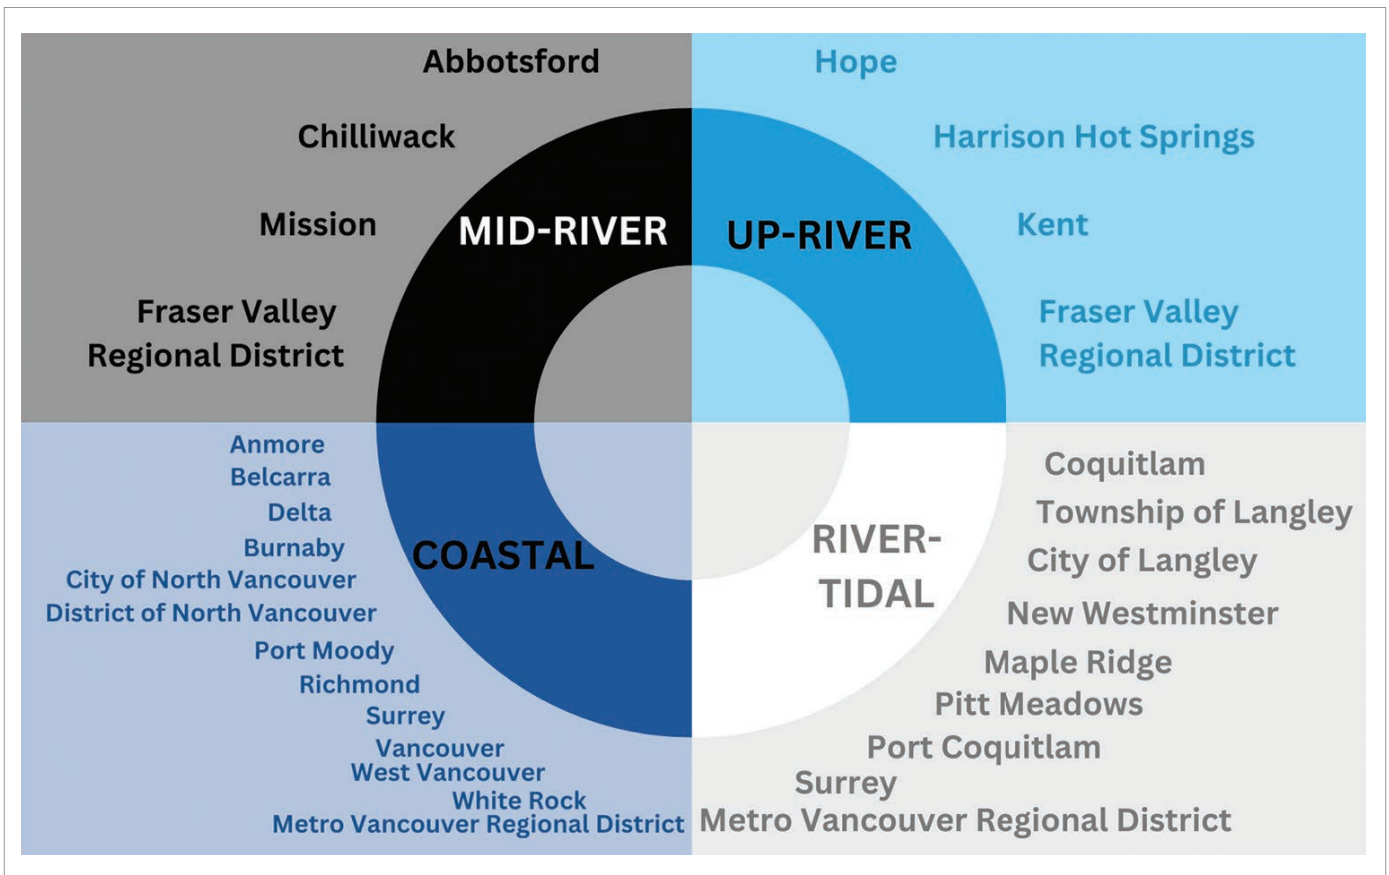 Abbotsford
Chilliwack
Mission
Fraser Valley
Regional District
MID-RIVER
Hope
Harrison Hot Springs
Kent
Fraser Valley
Regional District
UP-RIVER
Anmore
Belcarra
Delta
Burnaby
City of North Vancouver
District of North Vancouver
Port Moody
Richmond
Surrey
Vancouver
West Vancouver
White Rock
Metro Vancouver Regional District
COASTAL
RIVER-
TIDAL
Coquitlam
Township of Langley
City of Langley
New Westminster
Maple Ridge
Pitt Meadows
Port Coquitlam
Surrey
Metro Vancouver Regional District